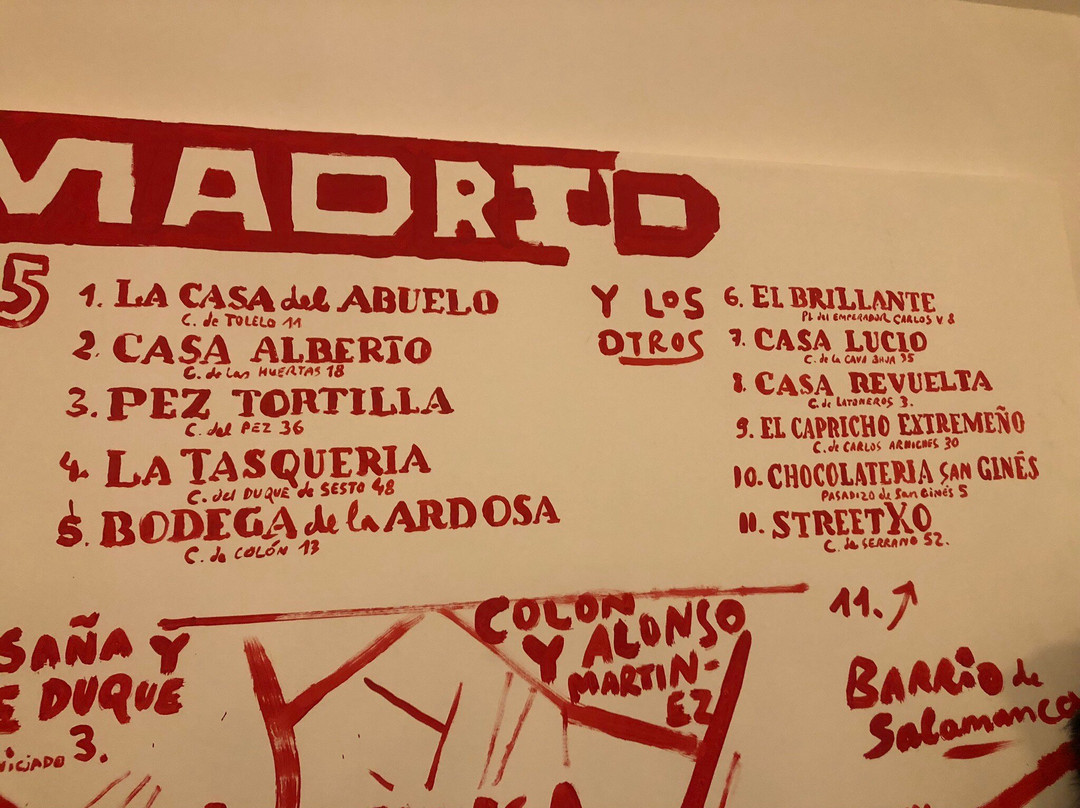 MADRID
5
1. LA CASA del ABUELO
C. de TOLELO 11
2. CASA ALBERTO
C. de las HUERTAS 18
3. PEZ TORTILLA
C. del PEZ 36
4. LA TASQUERIA
C. del DUQUE de SESTO 48
5. BODEGA de la ARDOSA
C. de COLÓN 13
Y LOS
OTROS
6. EL BRILLANTE
Pl. del EMPERADOR CARLOS V 8
7. CASA LUCIO
C. de la CAVA BAJA 35
8. CASA REVUELTA
C. de LATONEROS 3.
9. EL CAPRICHO EXTREMEÑO
C. de CARLOS ARNICHES 30
10. CHOCOLATERIA SAN GINÉS
PASADIZO de San Ginés 5
11. STREETXO
C. de SERRANO 52.
SAÑA Y
E DUQUE
3.
COLON
Y ALONSO
MARTIN-
EZ
11.
BARRIO de
Salamanca